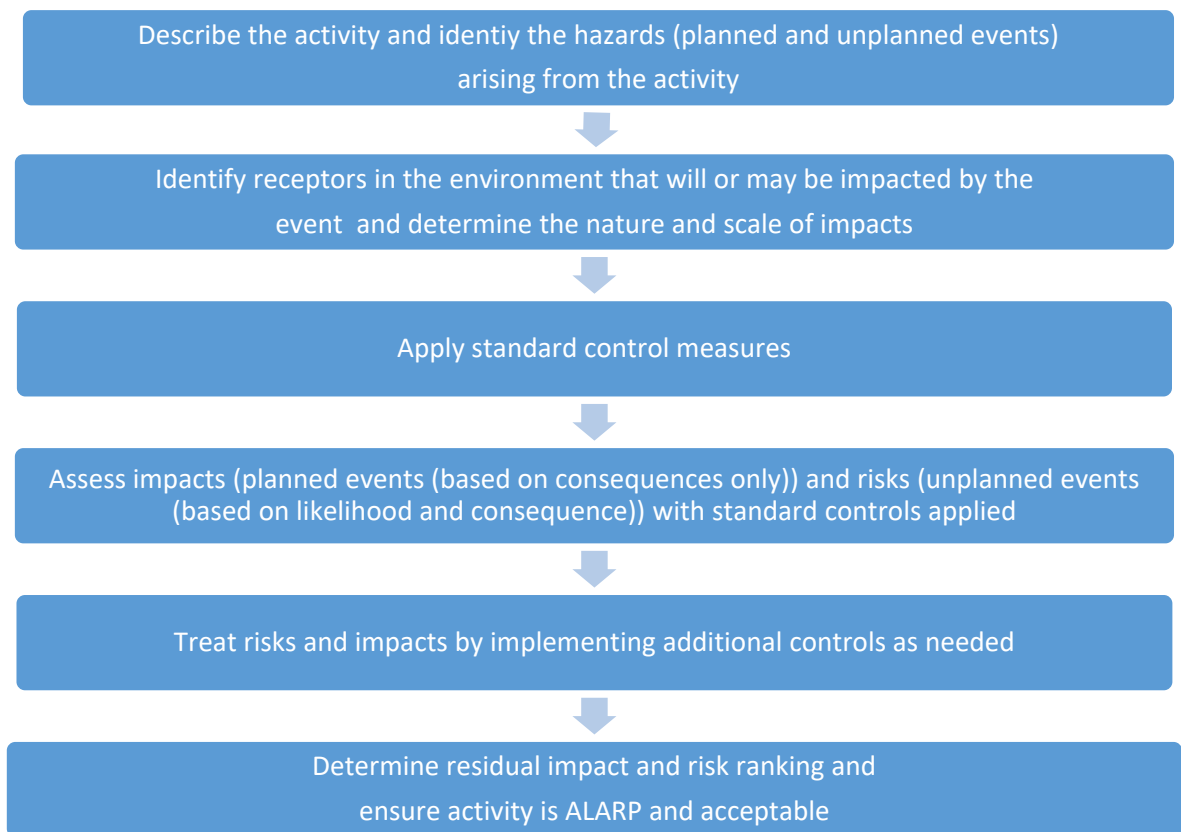 Describe the activity and identiy the hazards (planned and unplanned events)
arising from the activity
Identify receptors in the environment that will or may be impacted by the
event and determine the nature and scale of impacts
Apply standard control measures
Assess impacts (planned events (based on consequences only)) and risks (unplanned events
(based on likelihood and consequence)) with standard controls applied
Treat risks and impacts by implementing additional controls as needed
Determine residual impact and risk ranking and
ensure activity is ALARP and acceptable